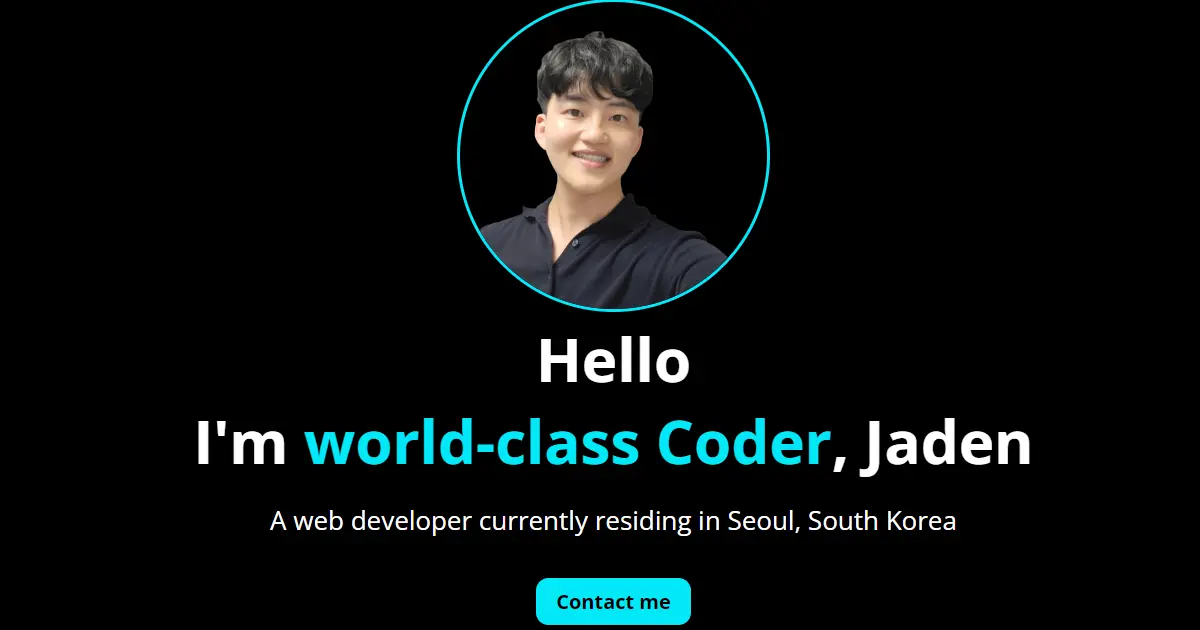 Hello
I'm world-class Coder, Jaden
A web developer currently residing in Seoul, South Korea
Contact me